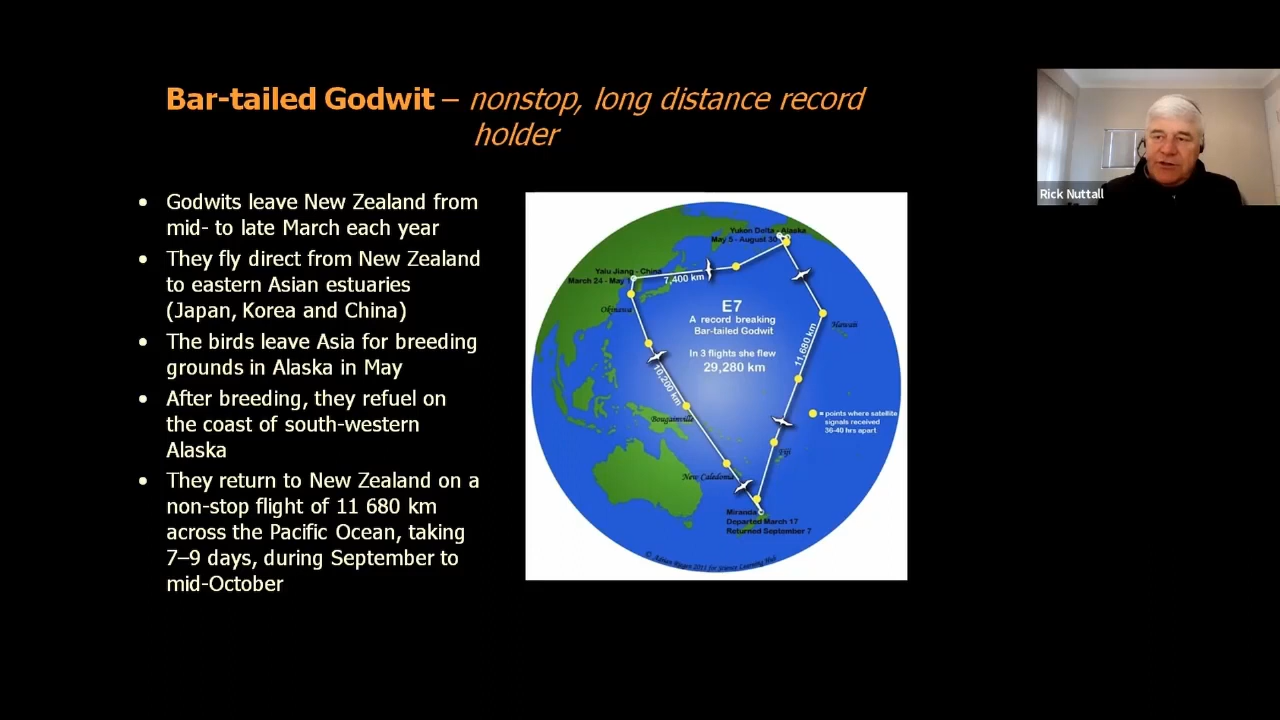 Bar-tailed Godwit – nonstop, long distance record
holder
Rick Nuttall
• Godwits leave New Zealand from
mid- to late March each year
• They fly direct from New Zealand
to eastern Asian estuaries
(Japan, Korea and China)
• The birds leave Asia for breeding
grounds in Alaska in May
• After breeding, they refuel on
the coast of south-western
Alaska
• They return to New Zealand on a
non-stop flight of 11 680 km
across the Pacific Ocean, taking
7–9 days, during September to
mid-October
Yukon Delta - Alaska
May 5 - August 30
Yalu Jiang - China
March 24 - May 1
7,400 km
Okinawa
E7
A record breaking
Bar-tailed Godwit
In 3 flights she flew
29,280 km
Hawaii
11,680 km
10,200 km
Bougainville
= points where satellite
signals received
36-40 hrs apart
Fiji
New Caledonia
Miranda
Departed March 17
Returned September 7
2011 for Science Learning Hub